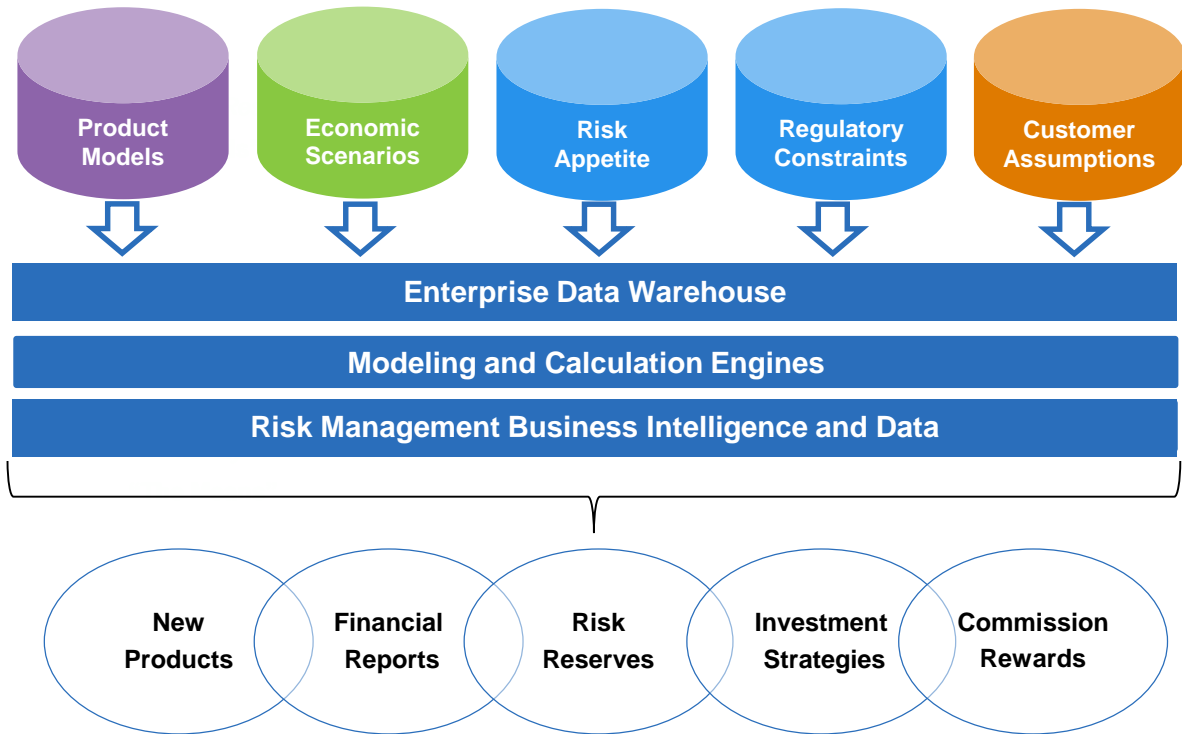 Product
Models
Economic
Scenarios
Risk
Appetite
Regulatory
Constraints
Customer
Assumptions
Enterprise Data Warehouse
Modeling and Calculation Engines
Risk Management Business Intelligence and Data
New
Products
Financial
Reports
Risk
Reserves
Investment
Strategies
Commission
Rewards